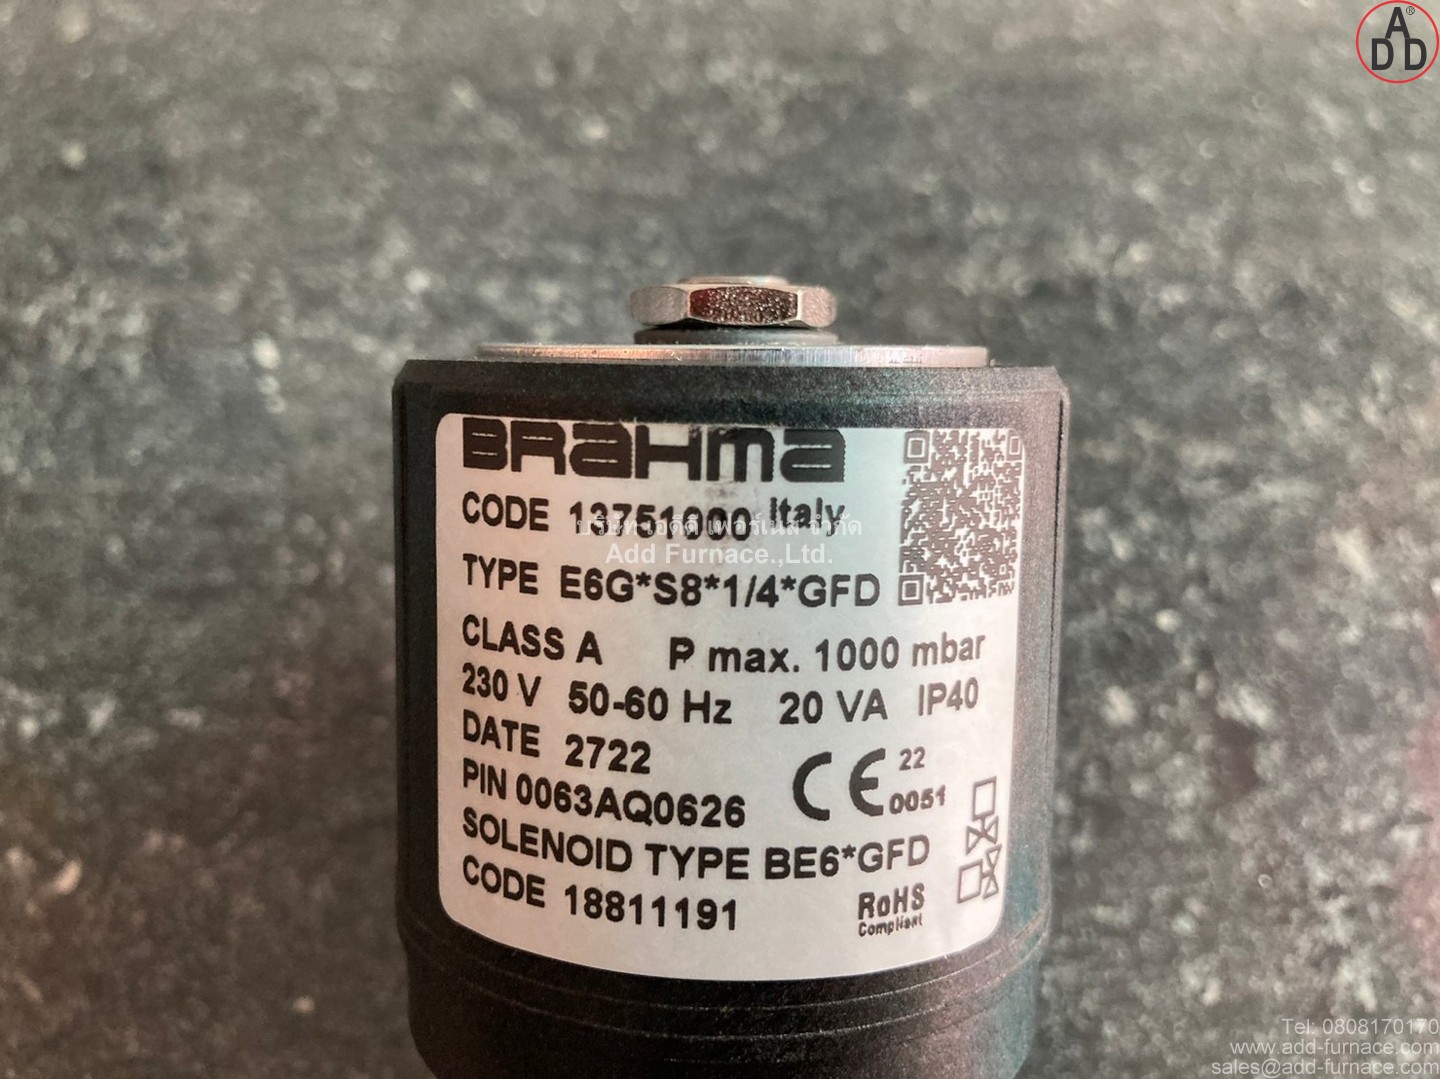 ADD®
BRAHMA
CODE 13751000 Italy
บริษัท เอดีดี เฟอร์เนส จำกัด
Add Furnace.,Ltd.
TYPE E6G*S8*1/4*GFD
CLASS A P max. 1000 mbar
230 V 50-60 Hz 20 VA IP40
DATE 2722
CE 22
0051
PIN 0063AQ0626
SOLENOID TYPE BE6*GFD
CODE 18811191
RoHS
Compliant
Tel: 0808170170
www.add-furnace.com
sales@add-furnace.com